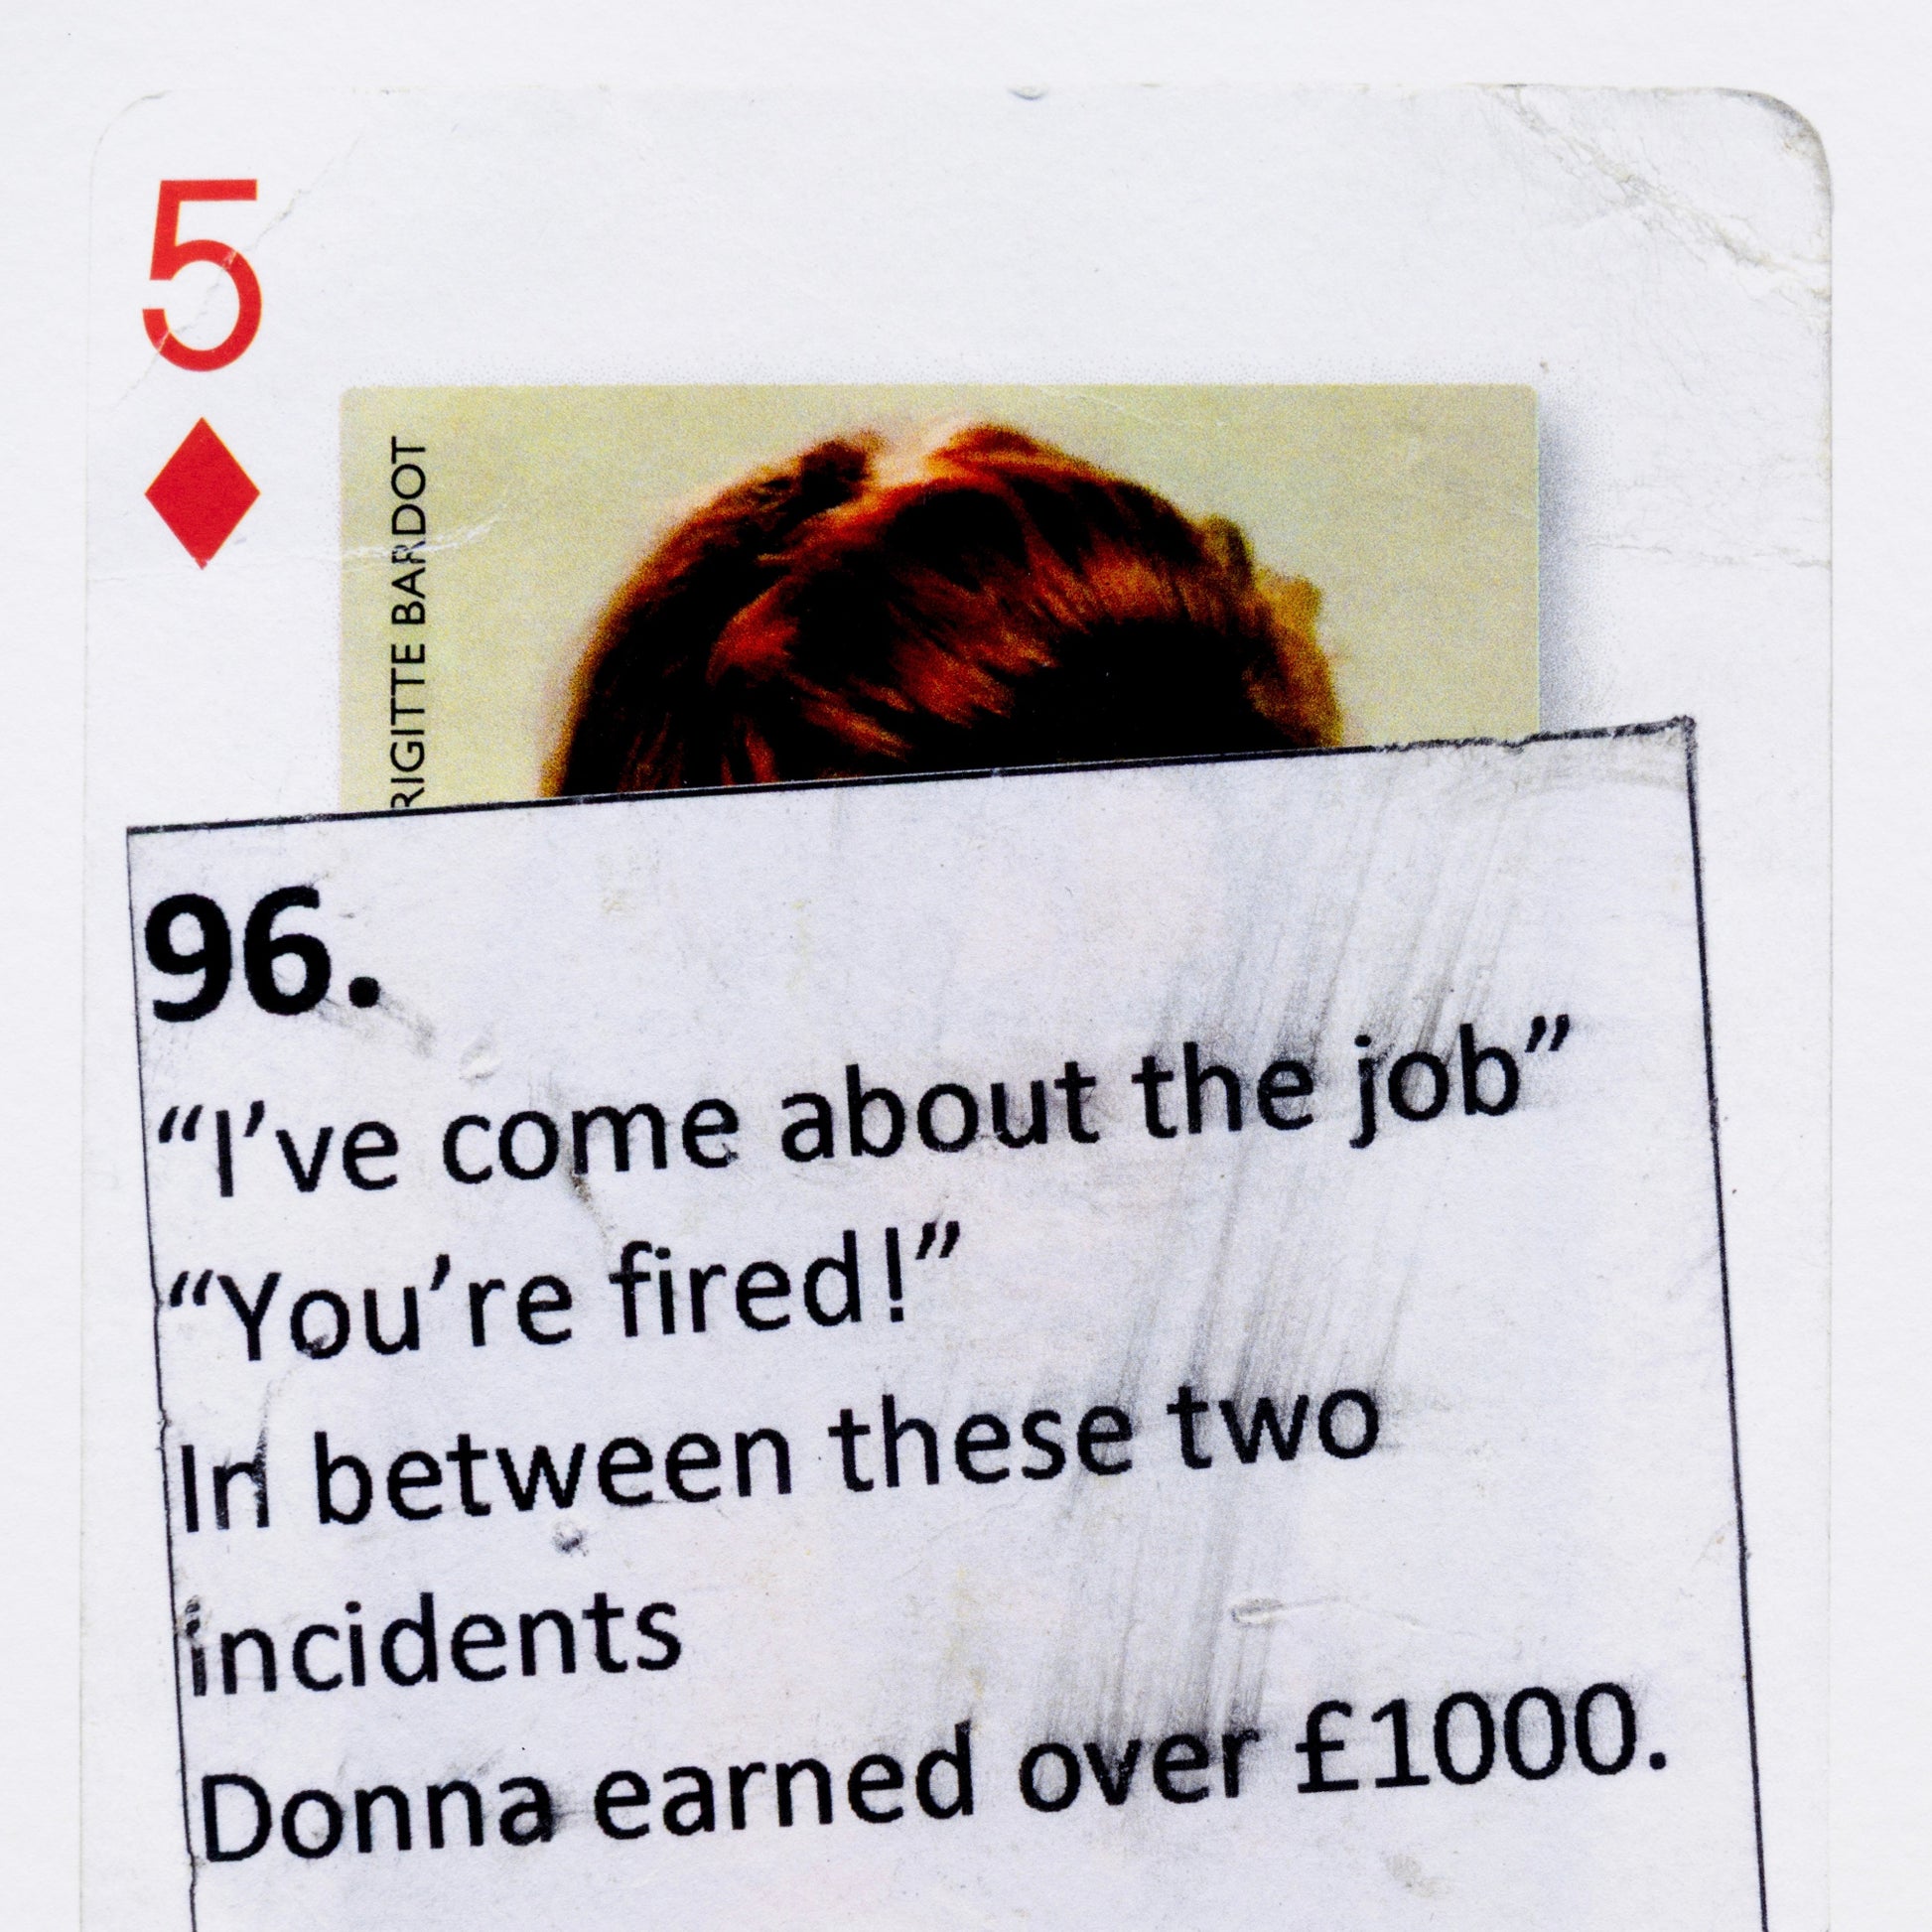 5
RIGITTE BARDOT
96.
“I’ve come about the job”
“You’re fired!”
In between these two
incidents
Donna earned over £1000.